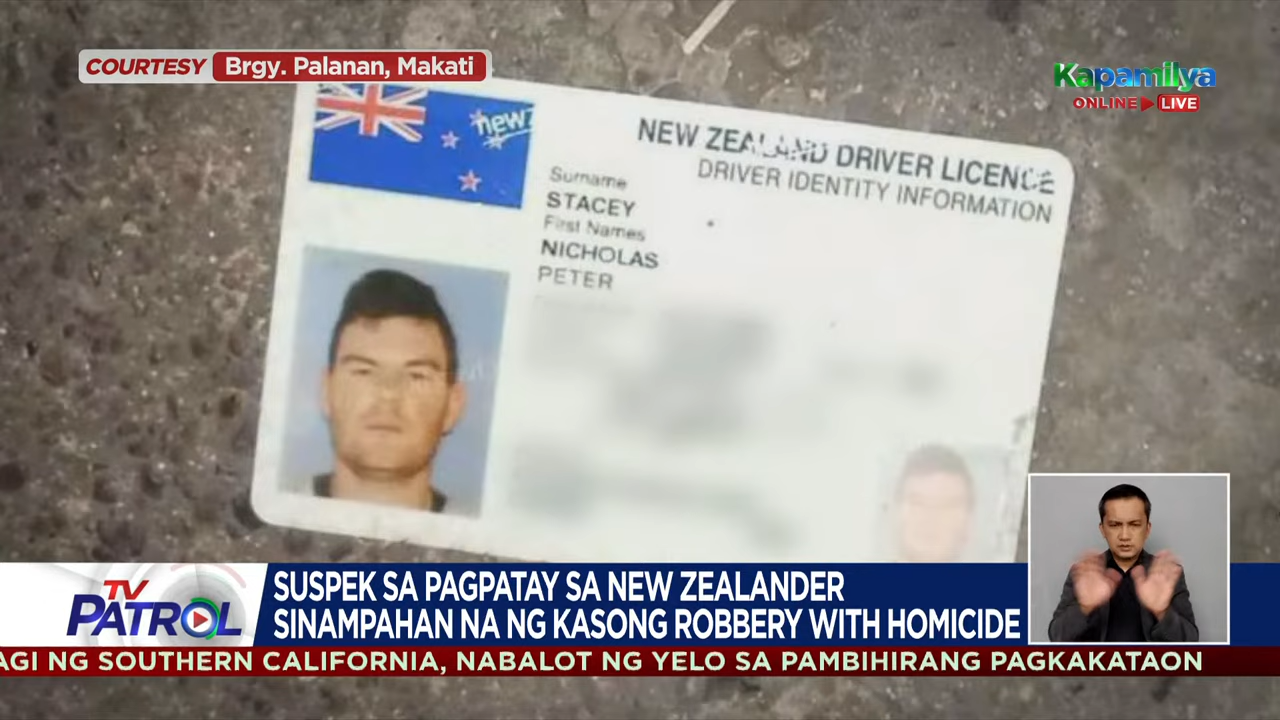 COURTESY Brgy. Palanan, Makati
Kapamilya
ONLINE LIVE
new
NEW ZEALAND DRIVER LICENCE
DRIVER IDENTITY INFORMATION
Surname
STACEY
First Names
NICHOLAS
PETER
TV
PATROL
SUSPEK SA PAGPATAY SA NEW ZEALANDER
SINAMPAHAN NA NG KASONG ROBBERY WITH HOMICIDE
AGI NG SOUTHERN CALIFORNIA, NABALOT NG YELO SA PAMBIHIRANG PAGKAKATAON